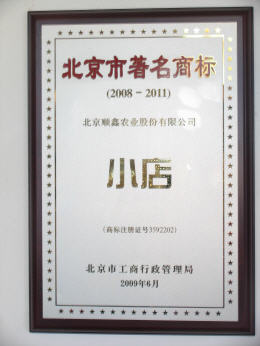 北京市著名商标
(2008－2011)
北京顺鑫农业股份有限公司
小店
(商标注册证号3592202)
北京市工商行政管理局
2009年6月